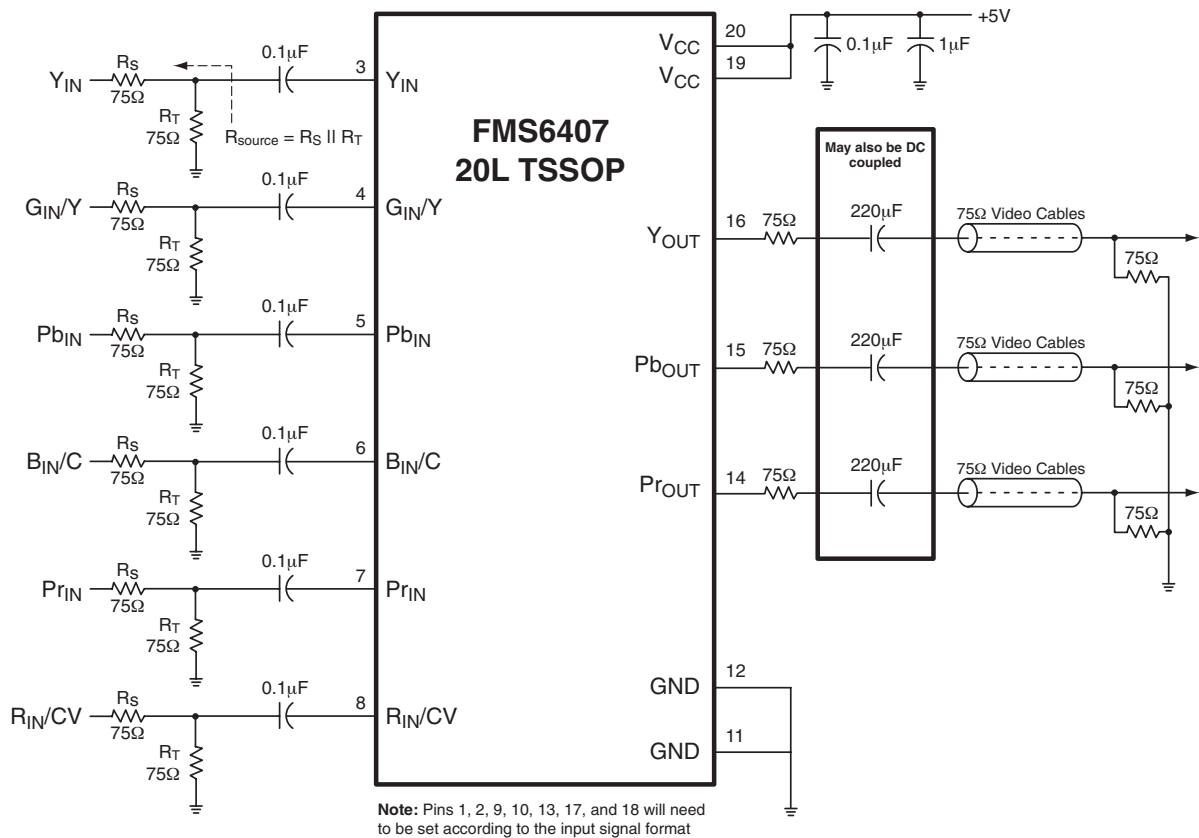 +5V
V_CC
20
V_CC
19
0.1μF
1μF
Y_IN
R_S
75Ω
0.1μF
3
Y_IN
R_T
75Ω
R_source = R_S || R_T
FMS6407
20L TSSOP
G_IN/Y
R_S
75Ω
0.1μF
4
G_IN/Y
R_T
75Ω
Pb_IN
R_S
75Ω
0.1μF
5
Pb_IN
R_T
75Ω
B_IN/C
R_S
75Ω
0.1μF
6
B_IN/C
R_T
75Ω
Pr_IN
R_S
75Ω
0.1μF
7
Pr_IN
R_T
75Ω
R_IN/CV
R_S
75Ω
0.1μF
8
R_IN/CV
R_T
75Ω
May also be DC
coupled
Y_OUT
16
75Ω
220μF
75Ω Video Cables
75Ω
Pb_OUT
15
75Ω
220μF
75Ω Video Cables
75Ω
Pr_OUT
14
75Ω
220μF
75Ω Video Cables
75Ω
GND
12
GND
11
Note: Pins 1, 2, 9, 10, 13, 17, and 18 will need
to be set according to the input signal format